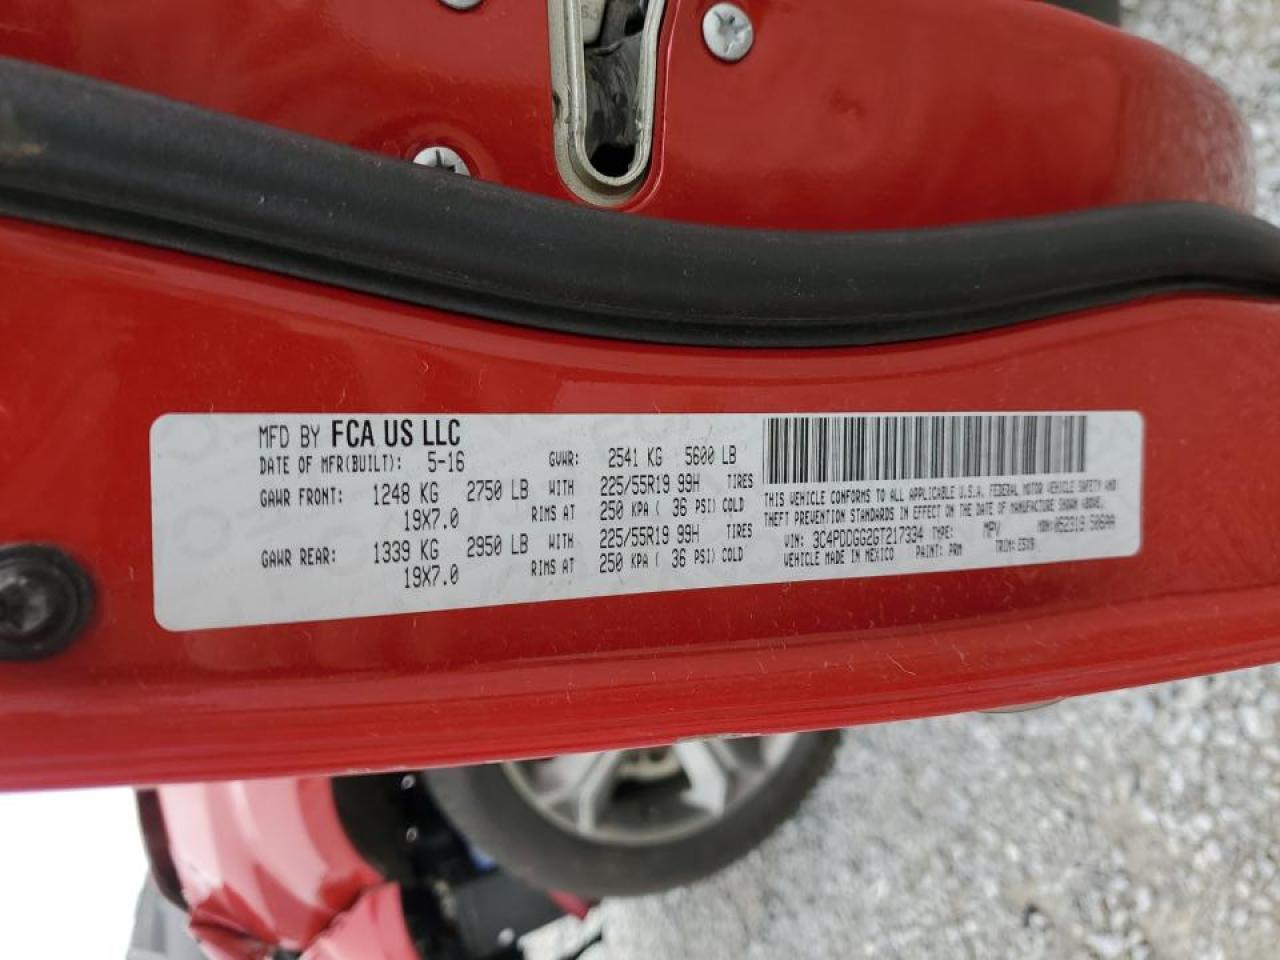 MFD BY FCA US LLC
DATE OF MFR(BUILT): 5-16 GVWR: 2541 KG 5600 LB
GAWR FRONT: 1248 KG 2750 LB WITH 225/55R19 99H TIRES
19X7.0 RIMS AT 250 KPA ( 36 PSI) COLD
GAWR REAR: 1339 KG 2950 LB WITH 225/55R19 99H TIRES
19X7.0 RIMS AT 250 KPA ( 36 PSI) COLD
THIS VEHICLE CONFORMS TO ALL APPLICABLE U.S.A. FEDERAL MOTOR VEHICLE SAFETY AND
THEFT PREVENTION STANDARDS IN EFFECT ON THE DATE OF MANUFACTURE SHOWN ABOVE.
VIN: 3C4PDDGG2GT217334 TYPE: MPV MDH:
VEHICLE MADE IN MEXICO PAINT: PRM TRIM: E5X9